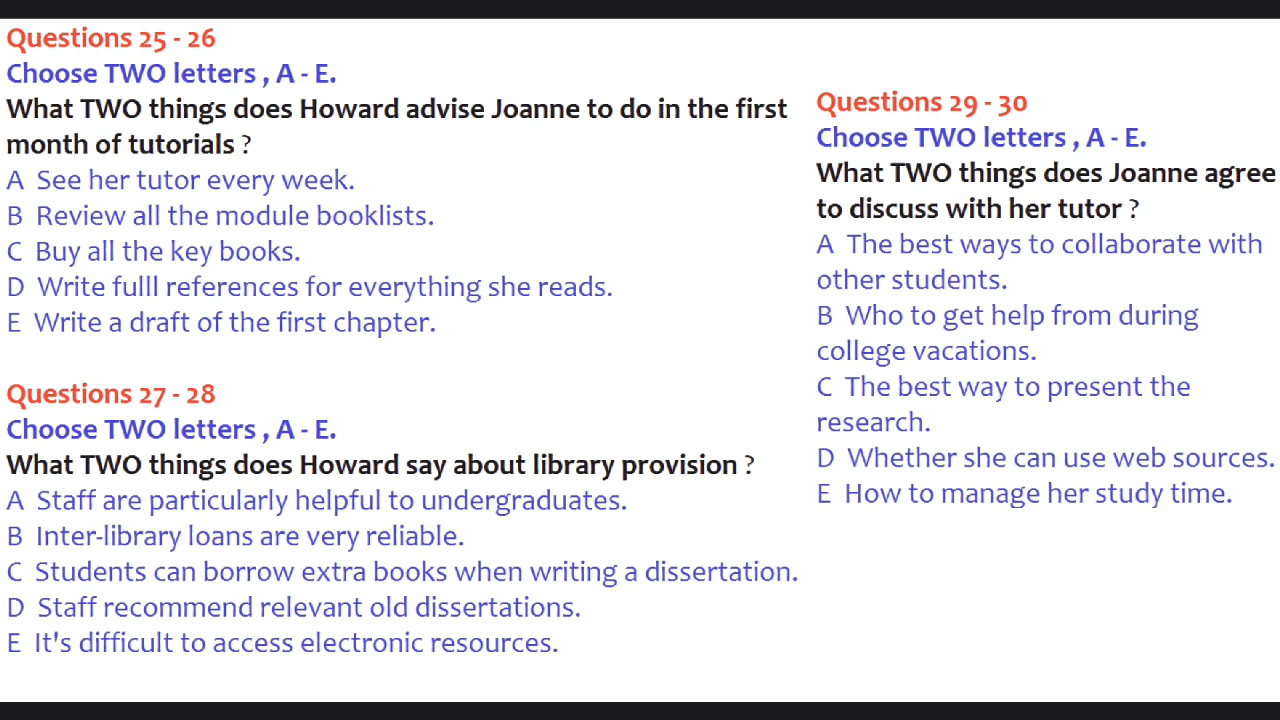 Questions 25 - 26
Choose TWO letters , A - E.
What TWO things does Howard advise Joanne to do in the first
month of tutorials ?
A See her tutor every week.
B Review all the module booklists.
C Buy all the key books.
D Write fulll references for everything she reads.
E Write a draft of the first chapter.
Questions 27 - 28
Choose TWO letters , A - E.
What TWO things does Howard say about library provision ?
A Staff are particularly helpful to undergraduates.
B Inter-library loans are very reliable.
C Students can borrow extra books when writing a dissertation.
D Staff recommend relevant old dissertations.
E It's difficult to access electronic resources.
Questions 29 - 30
Choose TWO letters , A - E.
What TWO things does Joanne agree
to discuss with her tutor ?
A The best ways to collaborate with
other students.
B Who to get help from during
college vacations.
C The best way to present the
research.
D Whether she can use web sources.
E How to manage her study time.